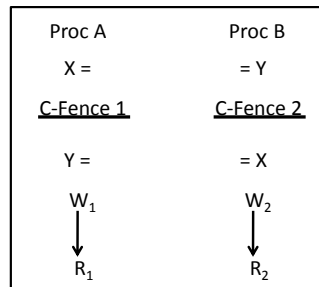 Proc A Proc B
X = = Y
C-Fence 1 C-Fence 2
Y = = X
W₁ W₂
R₁ R₂